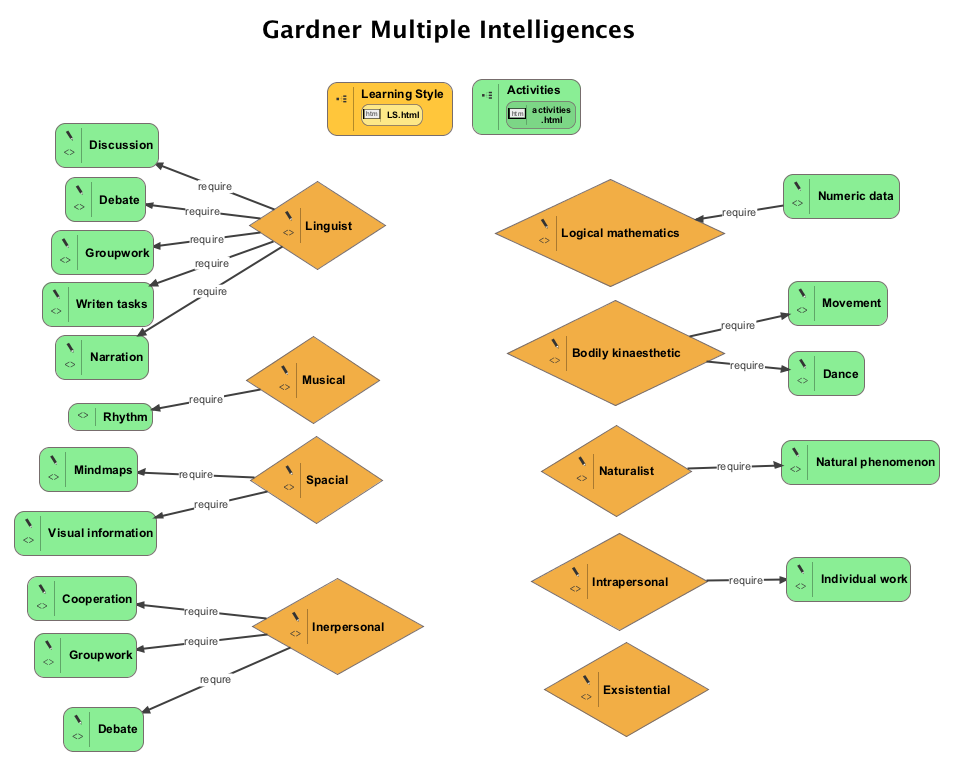 Gardner Multiple Intelligences
Learning Style
htm LS.html
Activities
htm activities
.html
Discussion
Debate
Groupwork
Writen tasks
Narration
require
require
require
require
require
<> Linguist
Musical
require
Rhythm
Mindmaps
Visual information
require
require
Spacial
Cooperation
Groupwork
Debate
require
require
requre
Inerpersonal
Logical mathematics
require
Numeric data
Bodily kinaesthetic
require
require
Movement
Dance
Naturalist
require
Natural phenomenon
Intrapersonal
require
Individual work
Exsistential